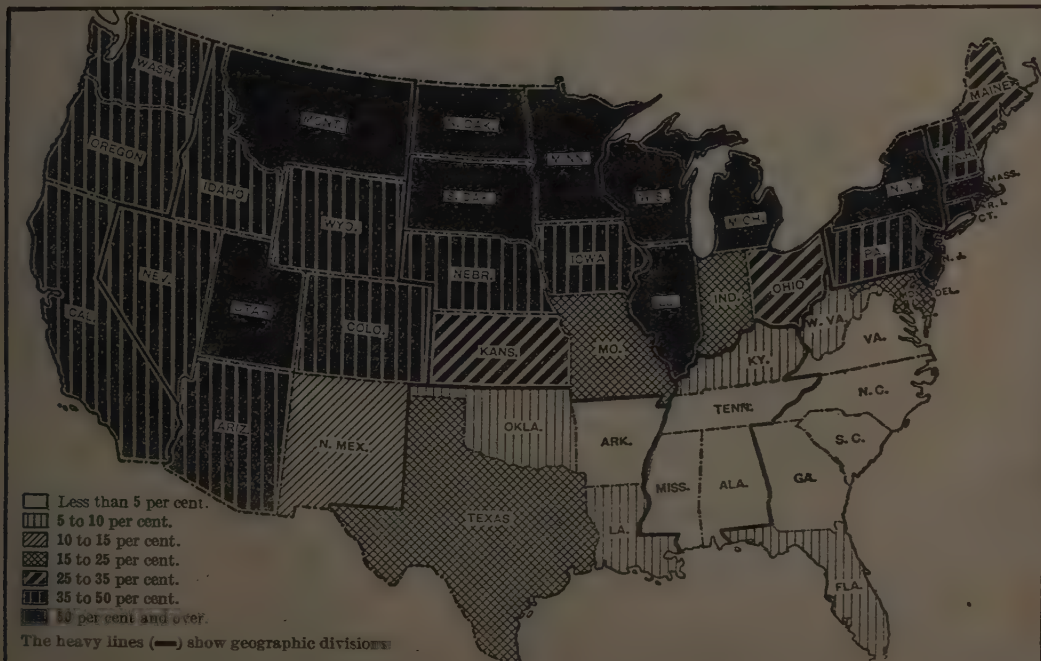 WASH.
MONT.
N. DAK.
MINN.
MAINE
OREGON
IDAHO
WIS.
N.H.
MASS.
N.Y.
R.I.
CT.
MICH.
WYO.
IOWA
PA.
N.J.
NEBR.
NEV.
UTAH
IND.
OHIO
DEL.
CAL.
COLO.
W. VA.
VA.
KANS.
MO.
KY.
N.C.
TENN.
ARIZ.
OKLA.
ARK.
S.C.
N. MEX.
MISS.
ALA.
GA.
TEXAS
LA.
FLA.
Less than 5 per cent.
5 to 10 per cent.
10 to 15 per cent.
15 to 25 per cent.
25 to 35 per cent.
35 to 50 per cent.
per cent and over.
The heavy lines (▬) show geographic divisions